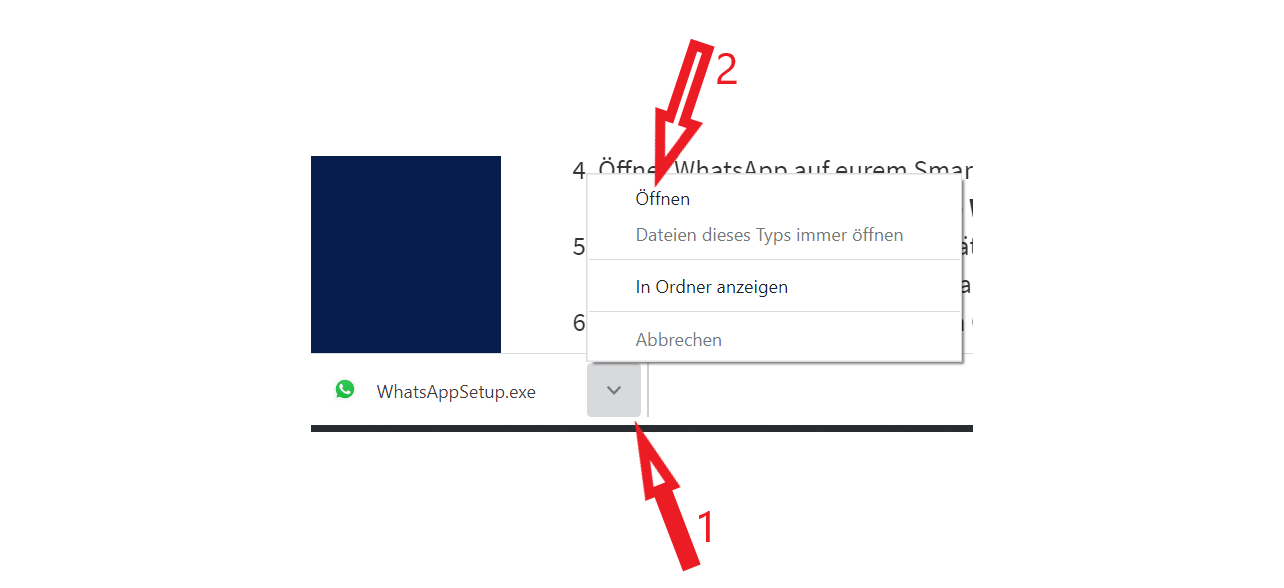 2
4 Öffnet WhatsApp auf eurem Smar
Öffnen
Dateien dieses Typs immer öffnen
5
In Ordner anzeigen
6
Abbrechen
WhatsAppSetup.exe
1